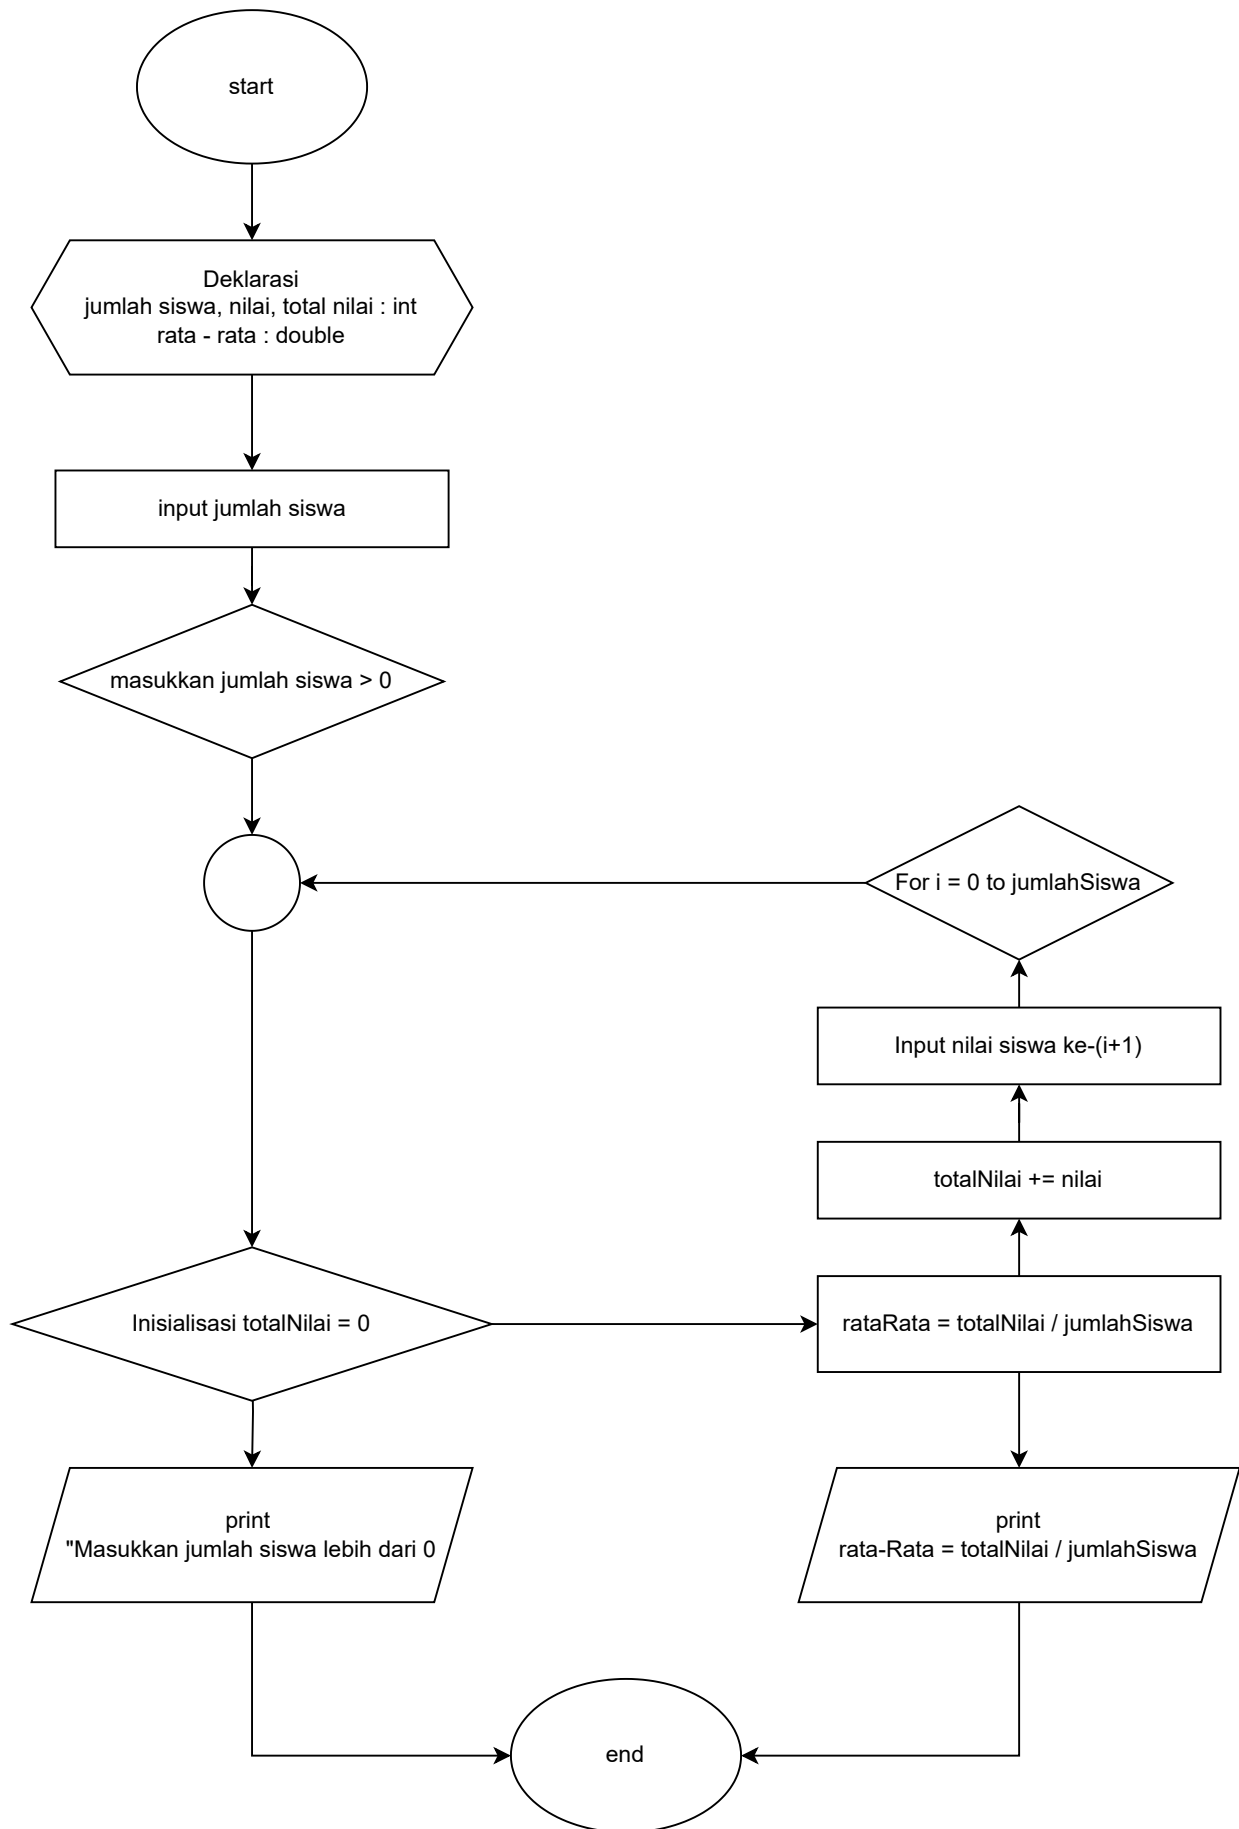 start
Deklarasi
jumlah siswa, nilai, total nilai : int
rata - rata : double
input jumlah siswa
masukkan jumlah siswa > 0
For i = 0 to jumlahSiswa
Input nilai siswa ke-(i+1)
totalNilai += nilai
Inisialisasi totalNilai = 0
rataRata = totalNilai / jumlahSiswa
print
"Masukkan jumlah siswa lebih dari 0
print
rata-Rata = totalNilai / jumlahSiswa
end